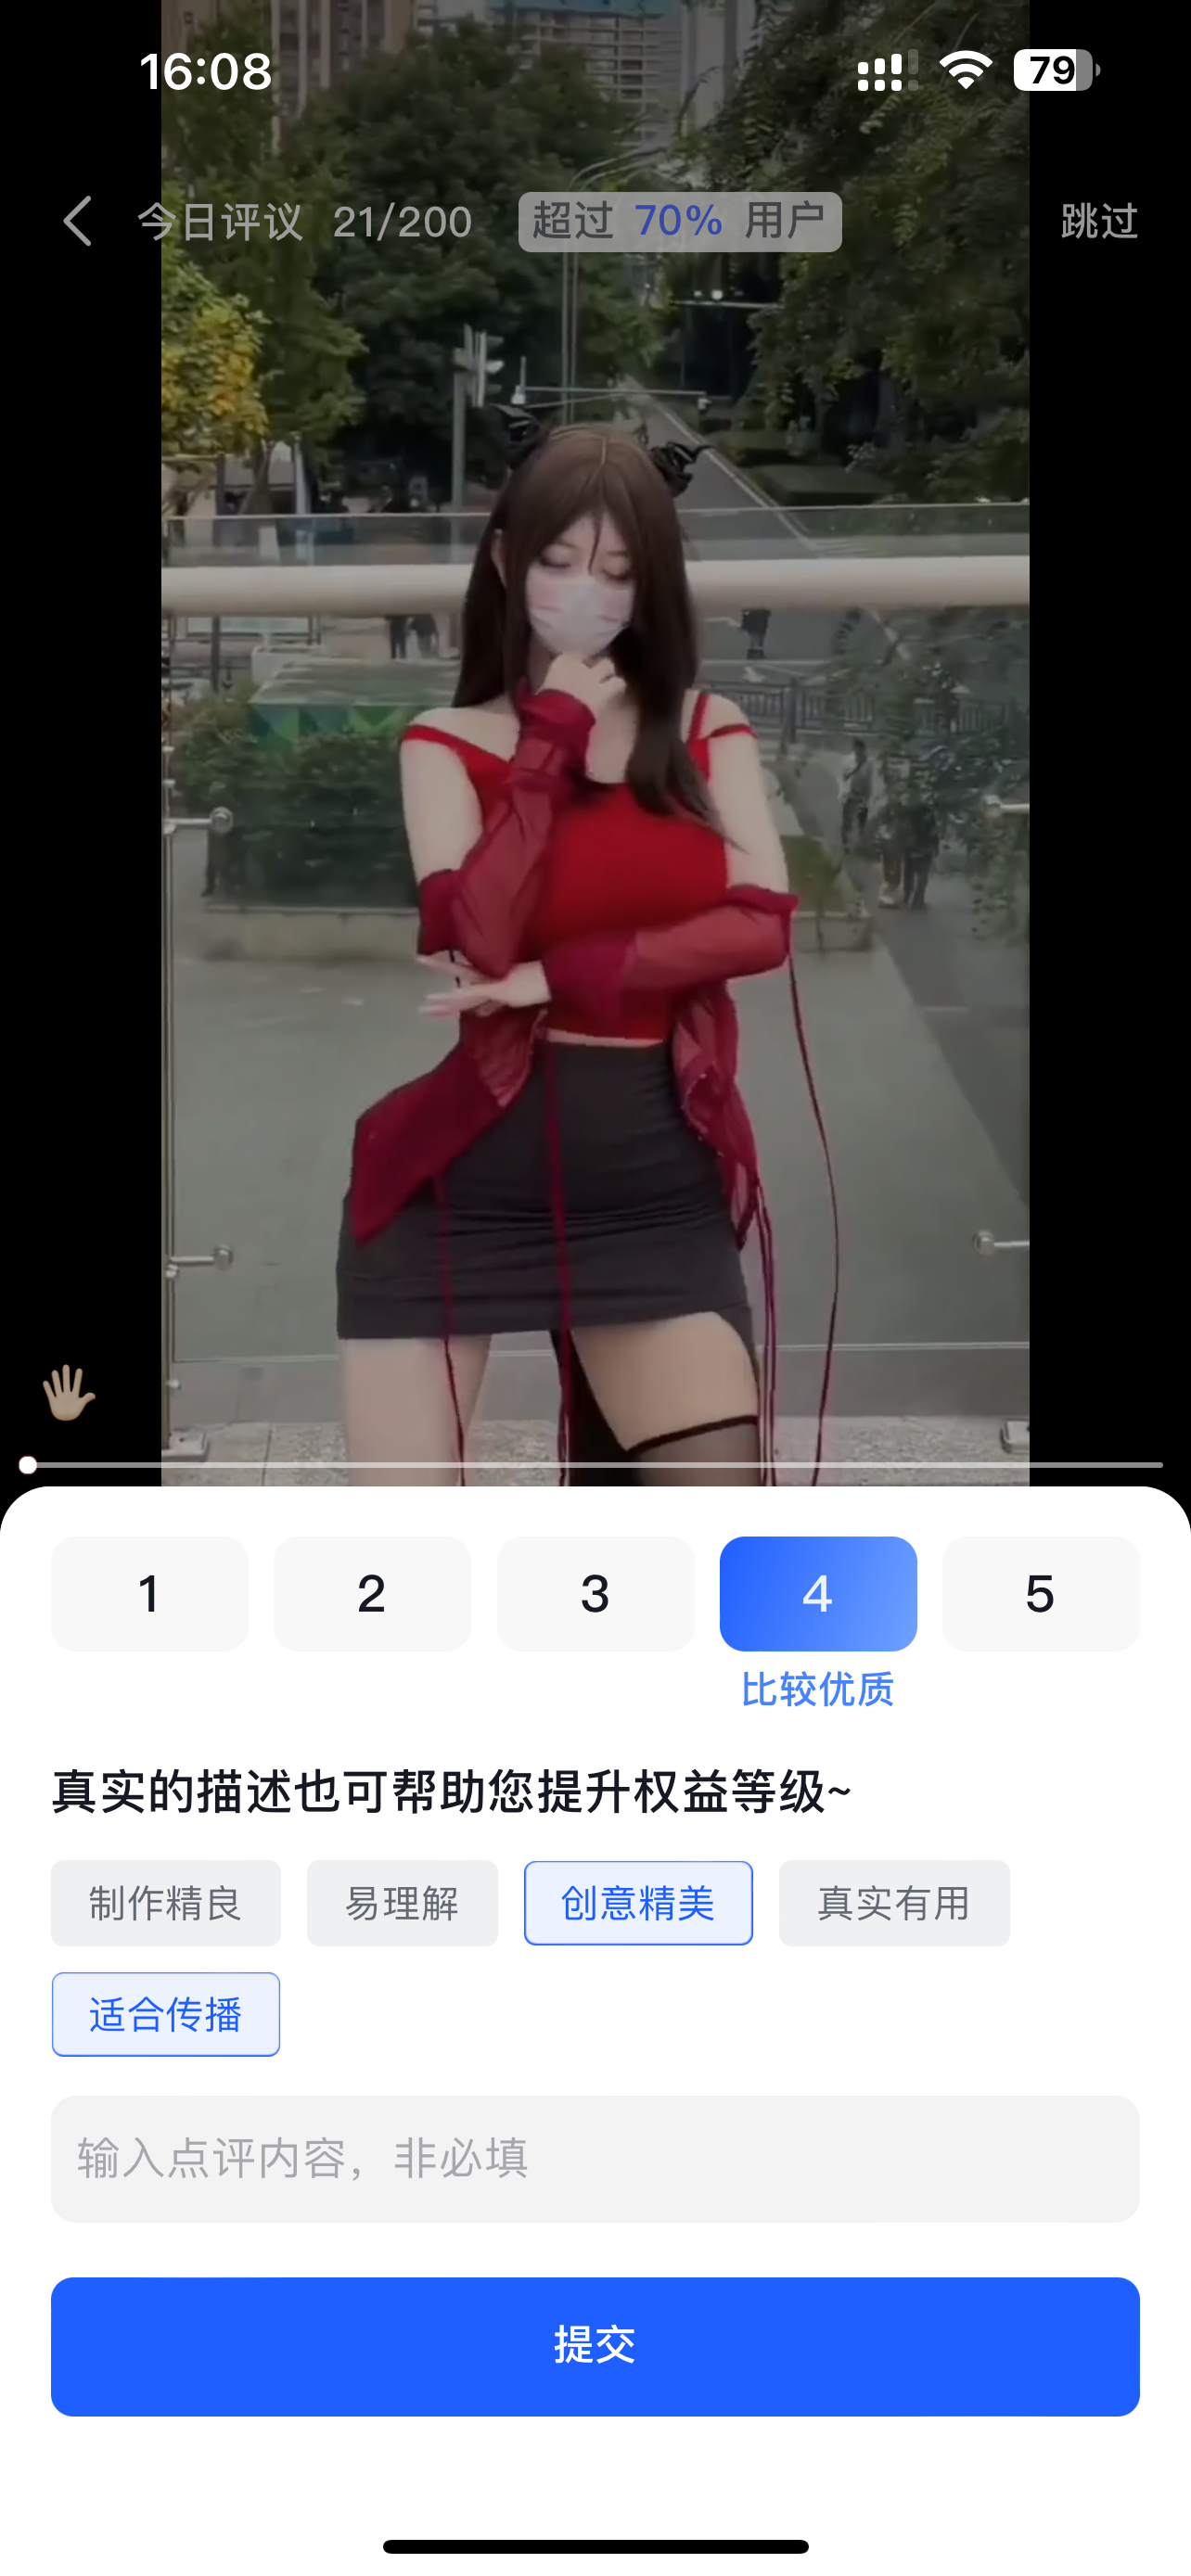 16:08
79
今日评议 21/200 超过 70% 用户 跳过
1 2 3 4 5
比较优质
真实的描述也可帮助您提升权益等级~
制作精良 易理解 创意精美 真实有用
适合传播
输入点评内容，非必填
提交